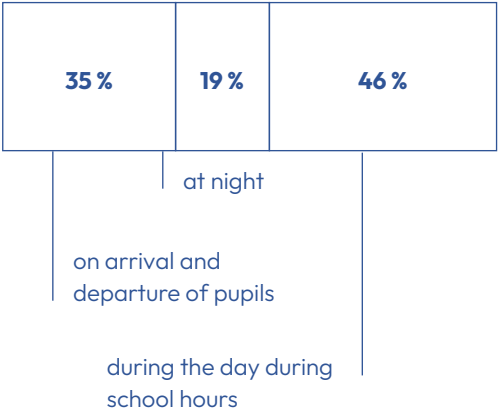 35 % 19 % 46 %
at night
on arrival and
departure of pupils
during the day during
school hours